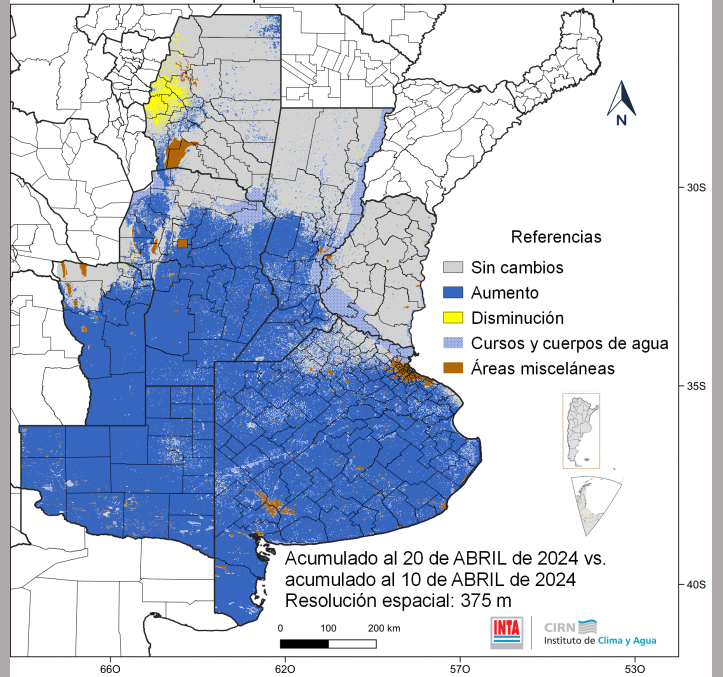 N
30S
Referencias
Sin cambios
Aumento
Disminución
Cursos y cuerpos de agua
Áreas misceláneas
35S
Acumulado al 20 de ABRIL de 2024 vs.
acumulado al 10 de ABRIL de 2024
Resolución espacial: 375 m
40S
0 100 200 km
INTA
CIRN
Instituto de Clima y Agua
66O 62O 57O 53O